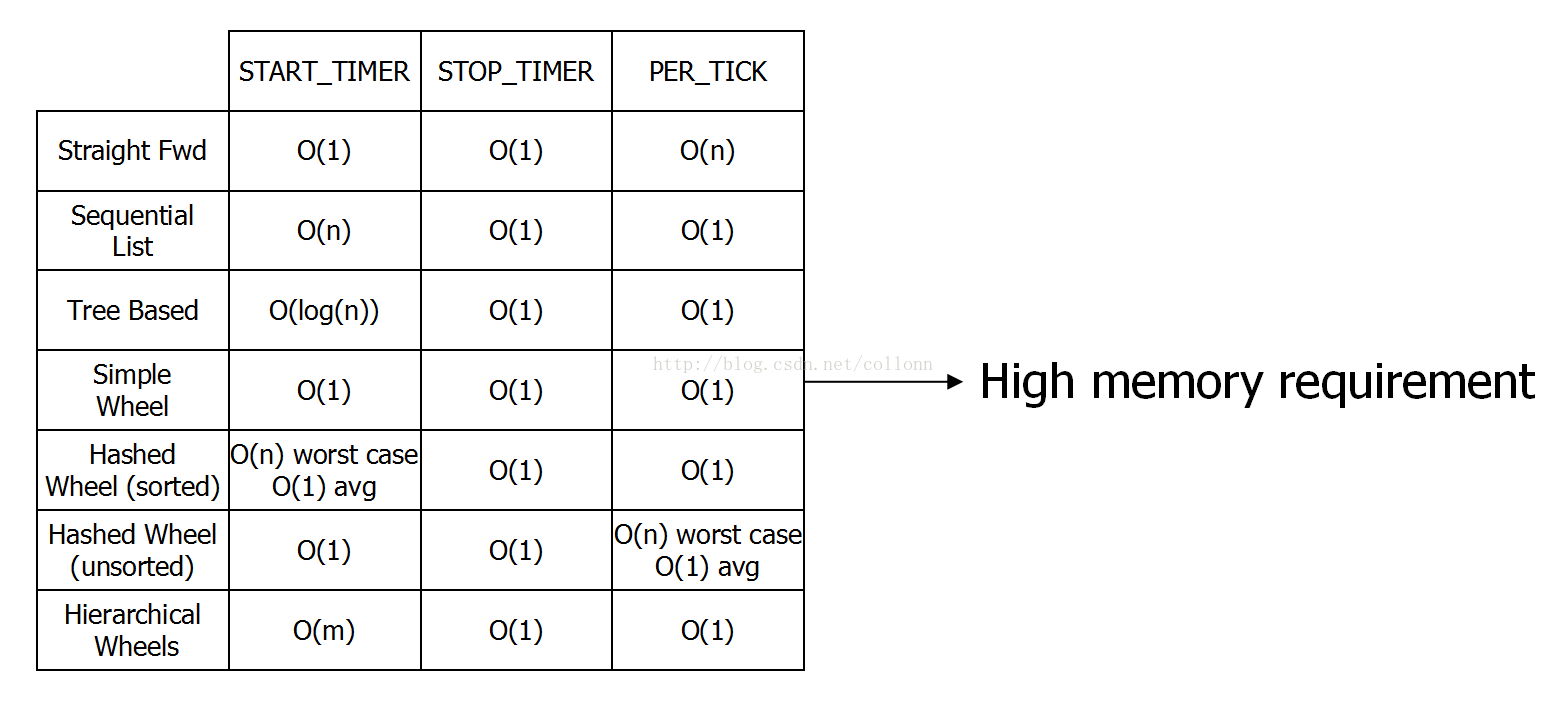 START_TIMER STOP_TIMER PER_TICK
Straight Fwd O(1) O(1) O(n)
Sequential
List O(n) O(1) O(1)
Tree Based O(log(n)) O(1) O(1)
http://blog.csdn.net/collonn
Simple
Wheel O(1) O(1) O(1)
High memory requirement
Hashed
Wheel (sorted) O(n) worst case
O(1) avg O(1) O(1)
Hashed Wheel
(unsorted) O(1) O(1) O(n) worst case
O(1) avg
Hierarchical
Wheels O(m) O(1) O(1)